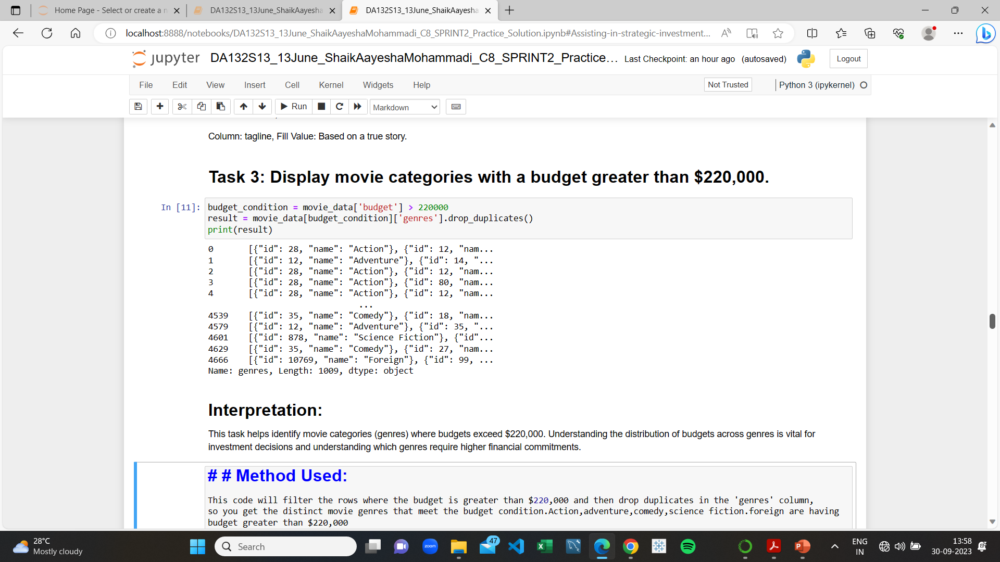 Home Page - Select or create a n
DA132S13_13June_ShaikAayesha
DA132S13_13June_ShaikAayesha
localhost:8888/notebooks/DA132S13_13June_ShaikAayeshaMohammadi_C8_SPRINT2_Practice_Solution.ipynb#Assisting-in-strategic-investment...
jupyter DA132S13_13June_ShaikAayeshaMohammadi_C8_SPRINT2_Practice... Last Checkpoint: an hour ago (autosaved) Logout
File Edit View Insert Cell Kernel Widgets Help Not Trusted Python 3 (ipykernel)
Run Markdown
Column: tagline, Fill Value: Based on a true story.
Task 3: Display movie categories with a budget greater than $220,000.
In [11]: budget_condition = movie_data['budget'] > 220000
result = movie_data[budget_condition]['genres'].drop_duplicates()
print(result)
0 [{"id": 28, "name": "Action"}, {"id": 12, "nam...
1 [{"id": 12, "name": "Adventure"}, {"id": 14, "...
2 [{"id": 28, "name": "Action"}, {"id": 12, "nam...
3 [{"id": 28, "name": "Action"}, {"id": 80, "nam...
4 [{"id": 28, "name": "Action"}, {"id": 12, "nam...
...
4539 [{"id": 35, "name": "Comedy"}, {"id": 18, "nam...
4579 [{"id": 12, "name": "Adventure"}, {"id": 35, "...
4601 [{"id": 878, "name": "Science Fiction"}, {"id"...
4629 [{"id": 35, "name": "Comedy"}, {"id": 27, "nam...
4666 [{"id": 10769, "name": "Foreign"}, {"id": 99, ...
Name: genres, Length: 1009, dtype: object
Interpretation:
This task helps identify movie categories (genres) where budgets exceed $220,000. Understanding the distribution of budgets across genres is vital for
investment decisions and understanding which genres require higher financial commitments.
# # Method Used:
This code will filter the rows where the budget is greater than $220,000 and then drop duplicates in the 'genres' column,
so you get the distinct movie genres that meet the budget condition.Action,adventure,comedy,science fiction.foreign are having
budget greater than $220,000
28°C
Mostly cloudy
Search
zoom
47
ENG
IN
13:58
30-09-2023